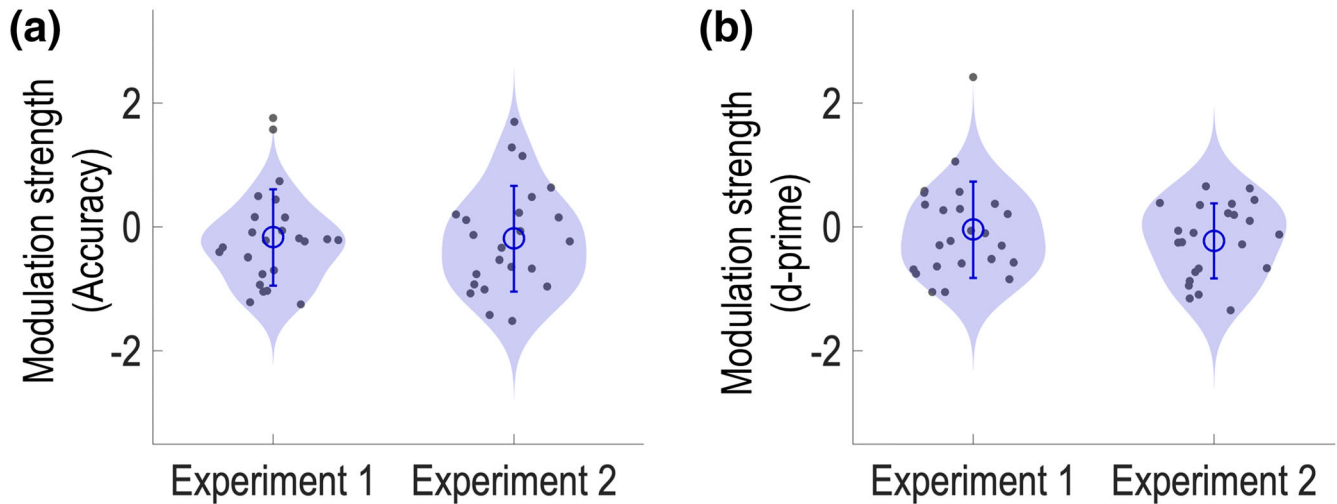 (a)
Modulation strength
(Accuracy)
2
0
-2
Experiment 1
Experiment 2
(b)
Modulation strength
(d-prime)
2
0
-2
Experiment 1
Experiment 2